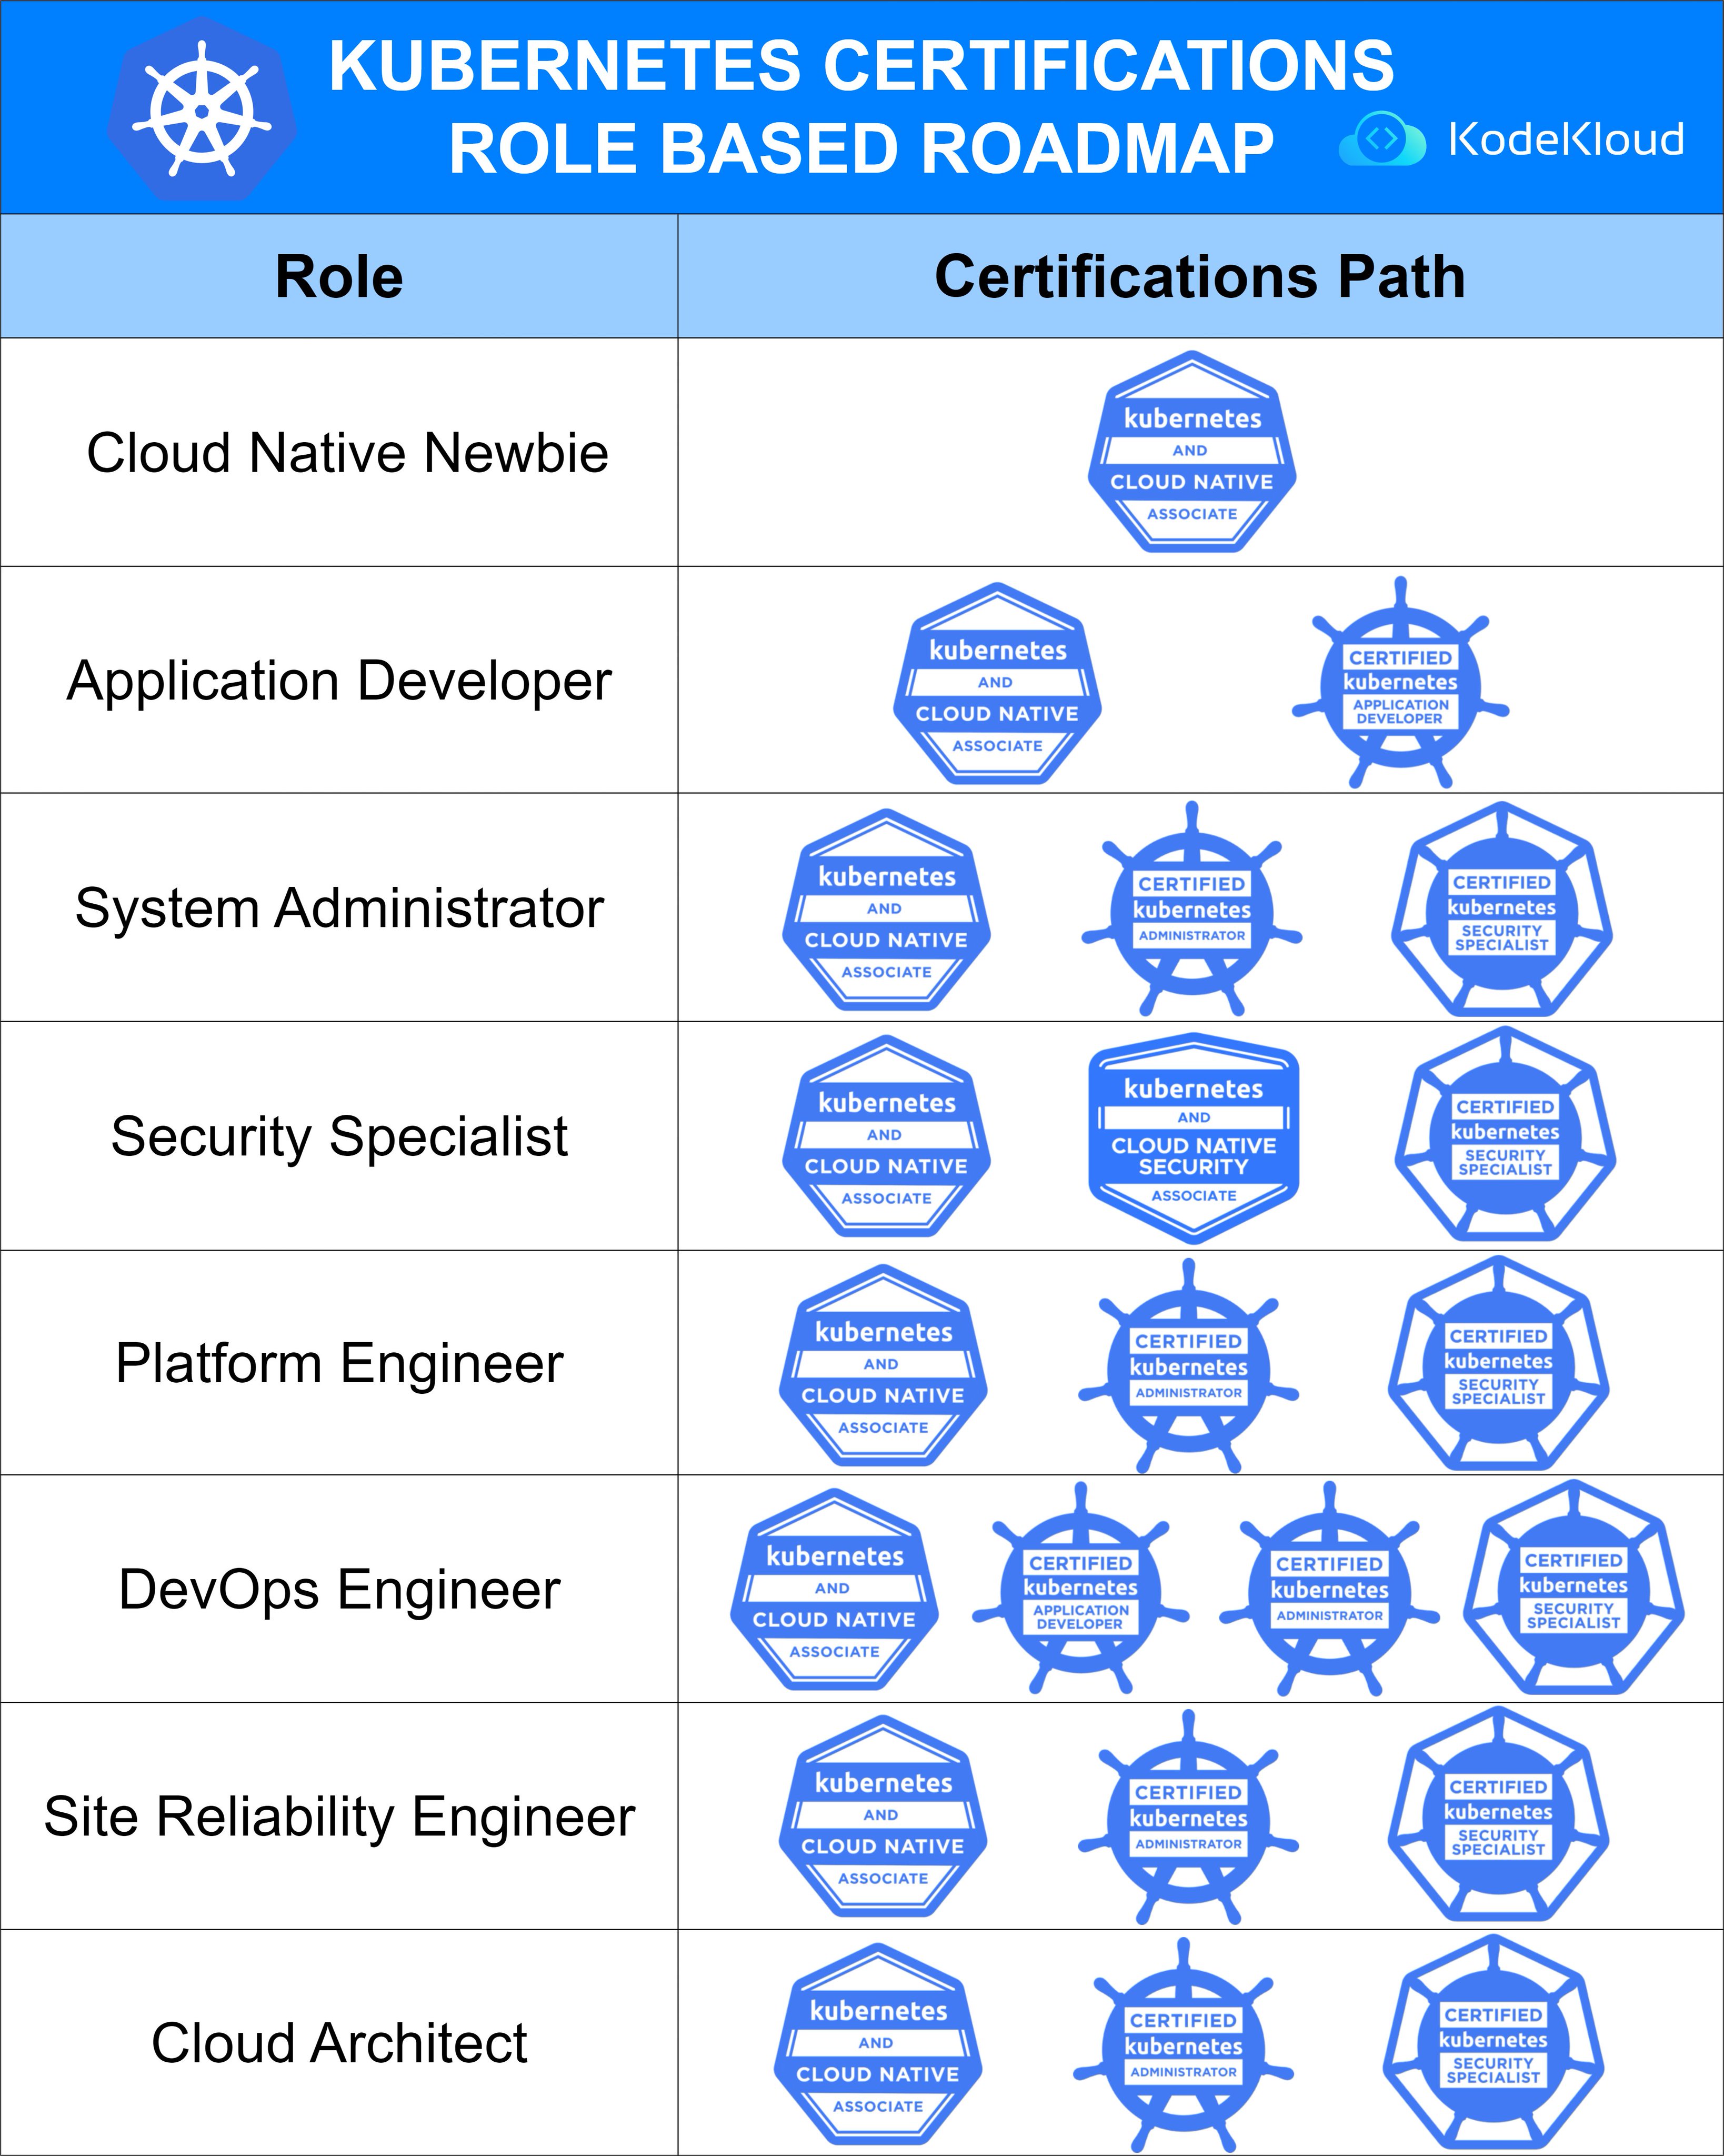 KUBERNETES CERTIFICATIONS
ROLE BASED ROADMAP
KodeKloud
Role
Certifications Path
Cloud Native Newbie
kubernetes
AND
CLOUD NATIVE
ASSOCIATE
Application Developer
kubernetes
AND
CLOUD NATIVE
ASSOCIATE
CERTIFIED
kubernetes
APPLICATION
DEVELOPER
System Administrator
kubernetes
AND
CLOUD NATIVE
ASSOCIATE
CERTIFIED
kubernetes
ADMINISTRATOR
CERTIFIED
kubernetes
SECURITY
SPECIALIST
Security Specialist
kubernetes
AND
CLOUD NATIVE
ASSOCIATE
kubernetes
AND
CLOUD NATIVE
SECURITY
ASSOCIATE
CERTIFIED
kubernetes
SECURITY
SPECIALIST
Platform Engineer
kubernetes
AND
CLOUD NATIVE
ASSOCIATE
CERTIFIED
kubernetes
ADMINISTRATOR
CERTIFIED
kubernetes
SECURITY
SPECIALIST
DevOps Engineer
kubernetes
AND
CLOUD NATIVE
ASSOCIATE
CERTIFIED
kubernetes
APPLICATION
DEVELOPER
CERTIFIED
kubernetes
ADMINISTRATOR
CERTIFIED
kubernetes
SECURITY
SPECIALIST
Site Reliability Engineer
kubernetes
AND
CLOUD NATIVE
ASSOCIATE
CERTIFIED
kubernetes
ADMINISTRATOR
CERTIFIED
kubernetes
SECURITY
SPECIALIST
Cloud Architect
kubernetes
AND
CLOUD NATIVE
ASSOCIATE
CERTIFIED
kubernetes
ADMINISTRATOR
CERTIFIED
kubernetes
SECURITY
SPECIALIST